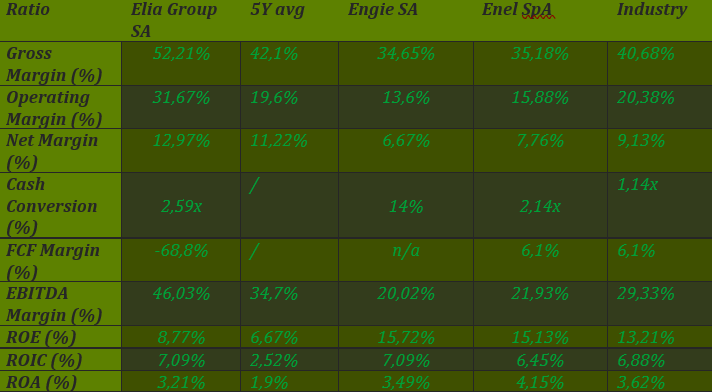 Ratio Elia Group 5Y avg Engie SA Enel SpA Industry
SA
Gross 52,21% 42,1% 34,65% 35,18% 40,68%
Margin (%)
Operating 31,67% 19,6% 13,6% 15,88% 20,38%
Margin (%)
Net Margin 12,97% 11,22% 6,67% 7,76% 9,13%
(%)
Cash / 1,14x
Conversion 2,59x 14% 2,14x
(%)
FCF Margin -68,8% / n/a 6,1% 6,1%
(%)
EBITDA 46,03% 34,7% 20,02% 21,93% 29,33%
Margin (%)
ROE (%) 8,77% 6,67% 15,72% 15,13% 13,21%
ROIC (%) 7,09% 2,52% 7,09% 6,45% 6,88%
ROA (%) 3,21% 1,9% 3,49% 4,15% 3,62%